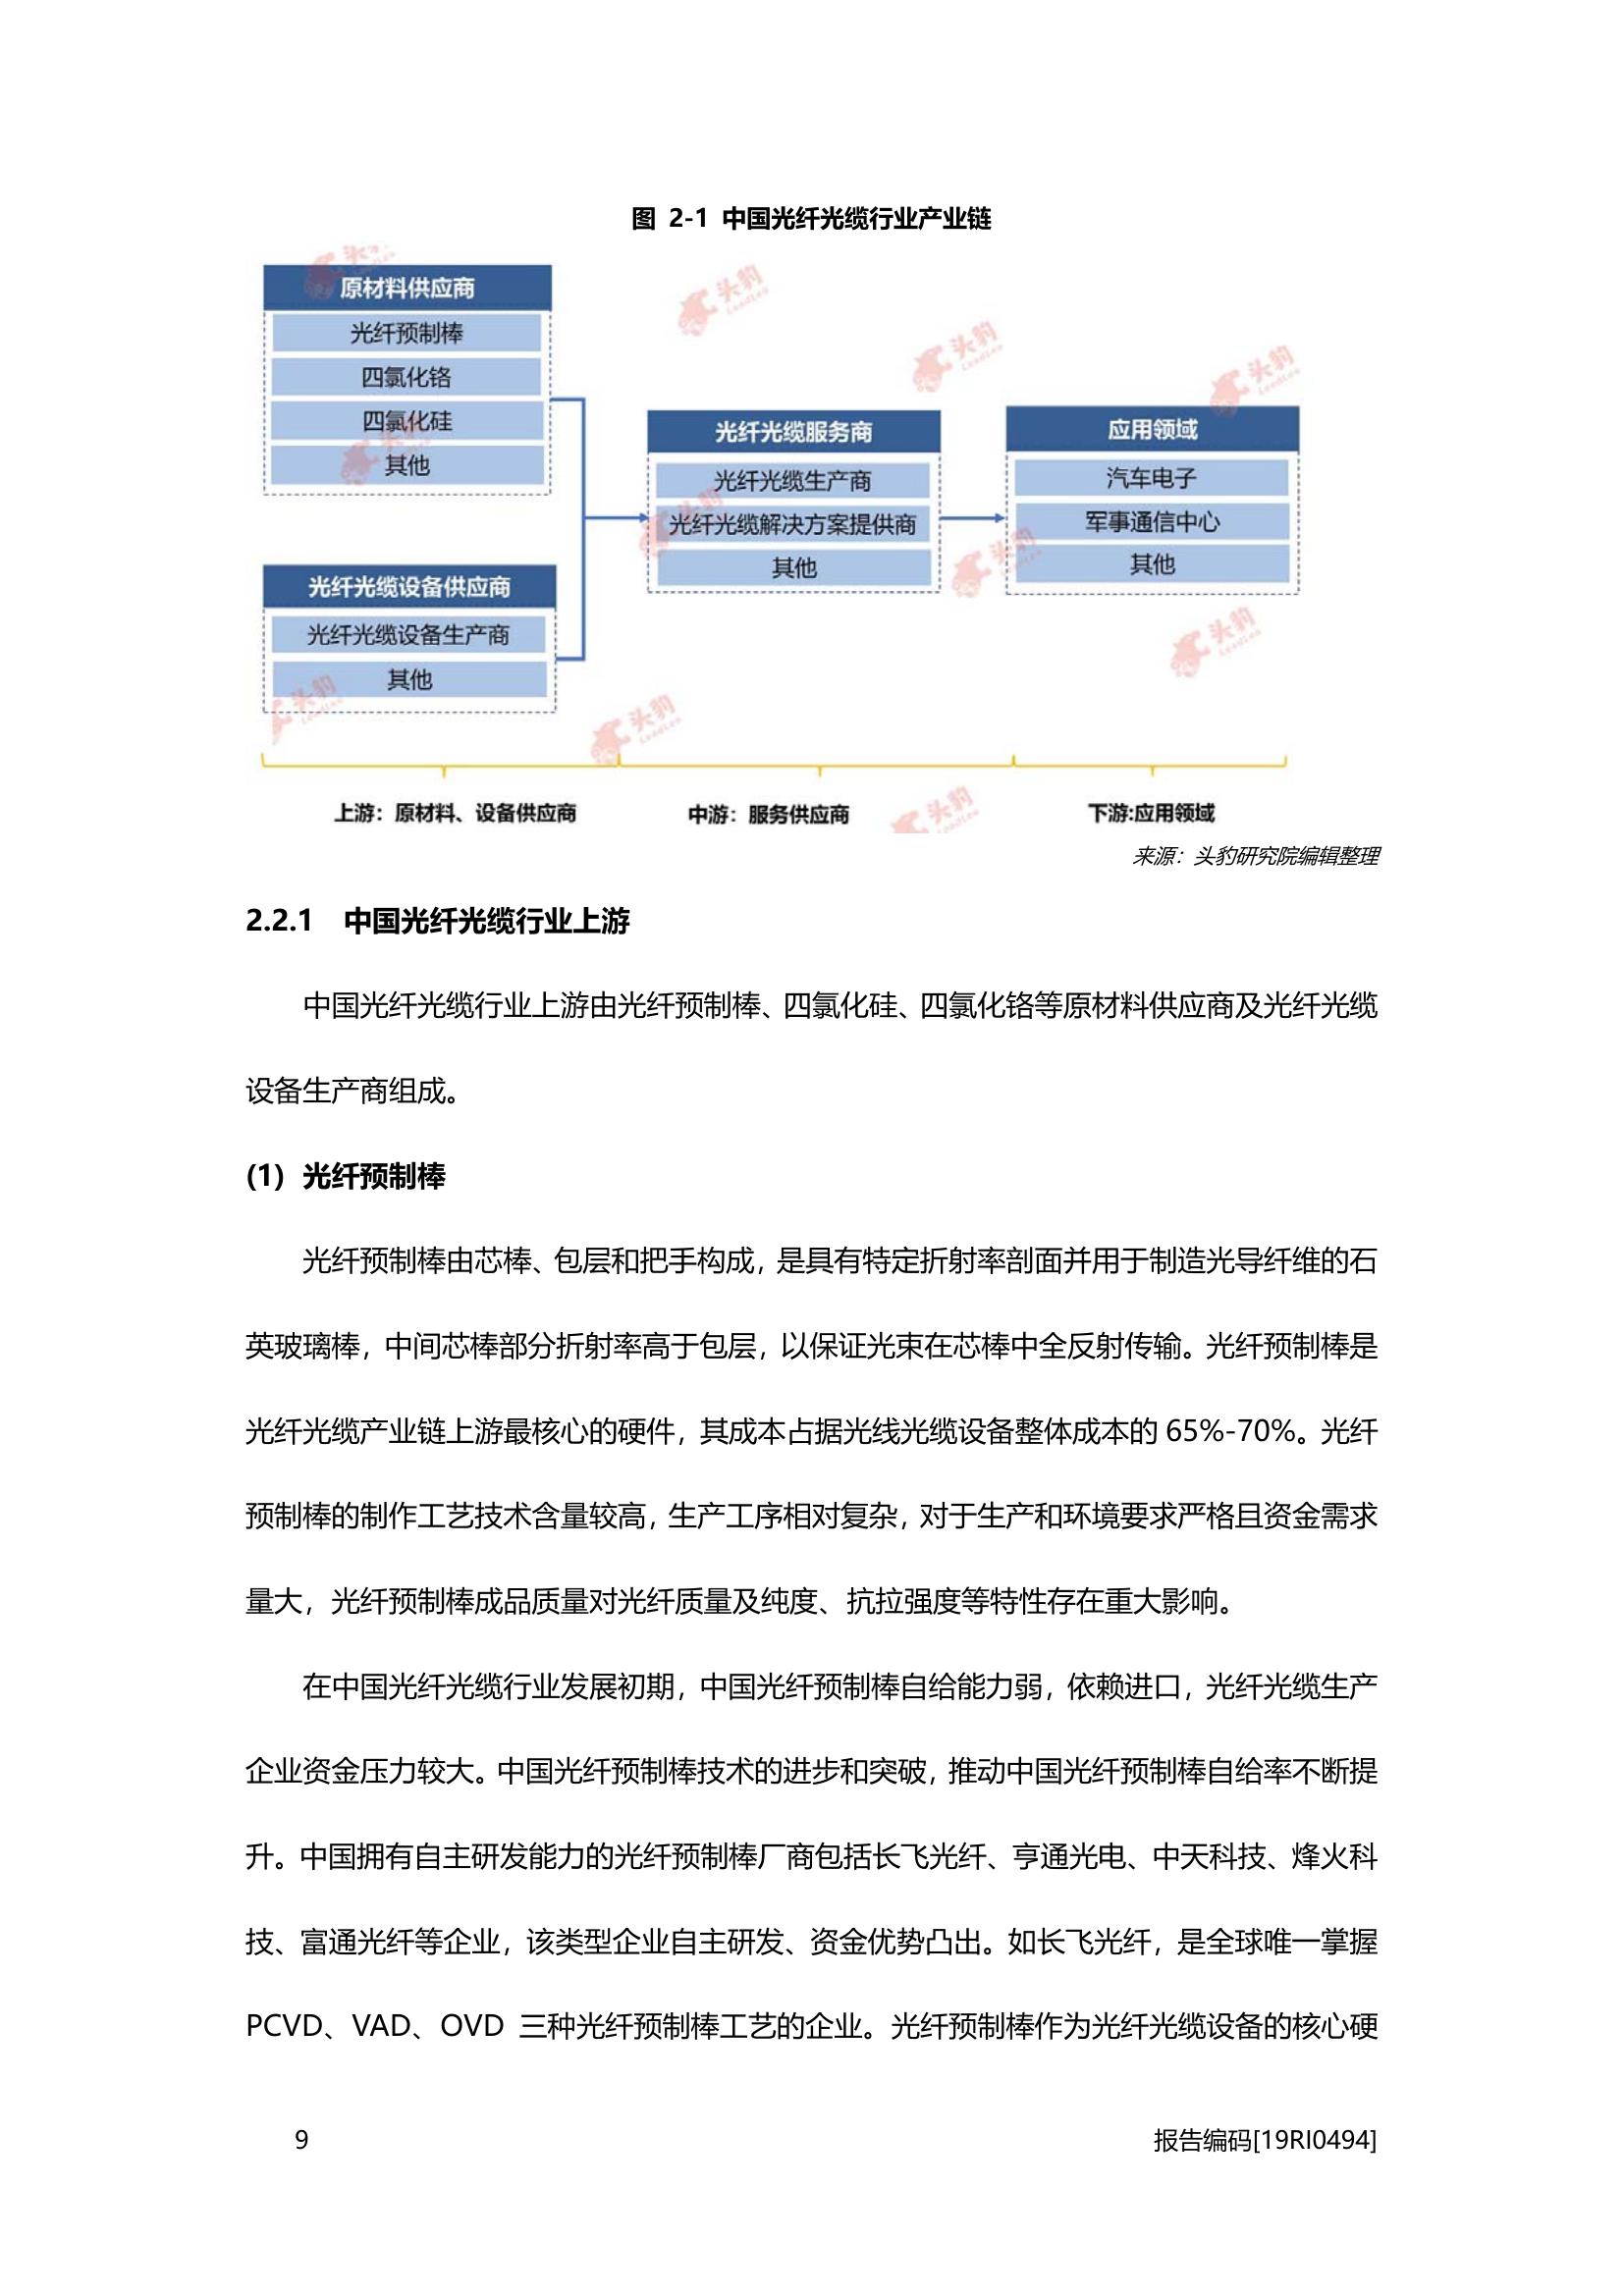 图 2-1 中国光纤光缆行业产业链
原材料供应商
光纤预制棒
四氯化铬
四氯化硅
其他
光纤光缆设备供应商
光纤光缆设备生产商
其他
光纤光缆服务商
光纤光缆生产商
光纤光缆解决方案提供商
其他
应用领域
汽车电子
军事通信中心
其他
上游：原材料、设备供应商
中游：服务供应商
下游:应用领域
头豹
来源：头豹研究院编辑整理
2.2.1 中国光纤光缆行业上游
中国光纤光缆行业上游由光纤预制棒、四氯化硅、四氯化铬等原材料供应商及光纤光缆
设备生产商组成。
(1) 光纤预制棒
光纤预制棒由芯棒、包层和把手构成，是具有特定折射率剖面并用于制造光导纤维的石
英玻璃棒，中间芯棒部分折射率高于包层，以保证光束在芯棒中全反射传输。光纤预制棒是
光纤光缆产业链上游最核心的硬件，其成本占据光线光缆设备整体成本的 65%-70%。光纤
预制棒的制作工艺技术含量较高，生产工序相对复杂，对于生产和环境要求严格且资金需求
量大，光纤预制棒成品质量对光纤质量及纯度、抗拉强度等特性存在重大影响。
在中国光纤光缆行业发展初期，中国光纤预制棒自给能力弱，依赖进口，光纤光缆生产
企业资金压力较大。中国光纤预制棒技术的进步和突破，推动中国光纤预制棒自给率不断提
升。中国拥有自主研发能力的光纤预制棒厂商包括长飞光纤、亨通光电、中天科技、烽火科
技、富通光纤等企业，该类型企业自主研发、资金优势凸出。如长飞光纤，是全球唯一掌握
PCVD、VAD、OVD 三种光纤预制棒工艺的企业。光纤预制棒作为光纤光缆设备的核心硬
9
报告编码[19RI0494]